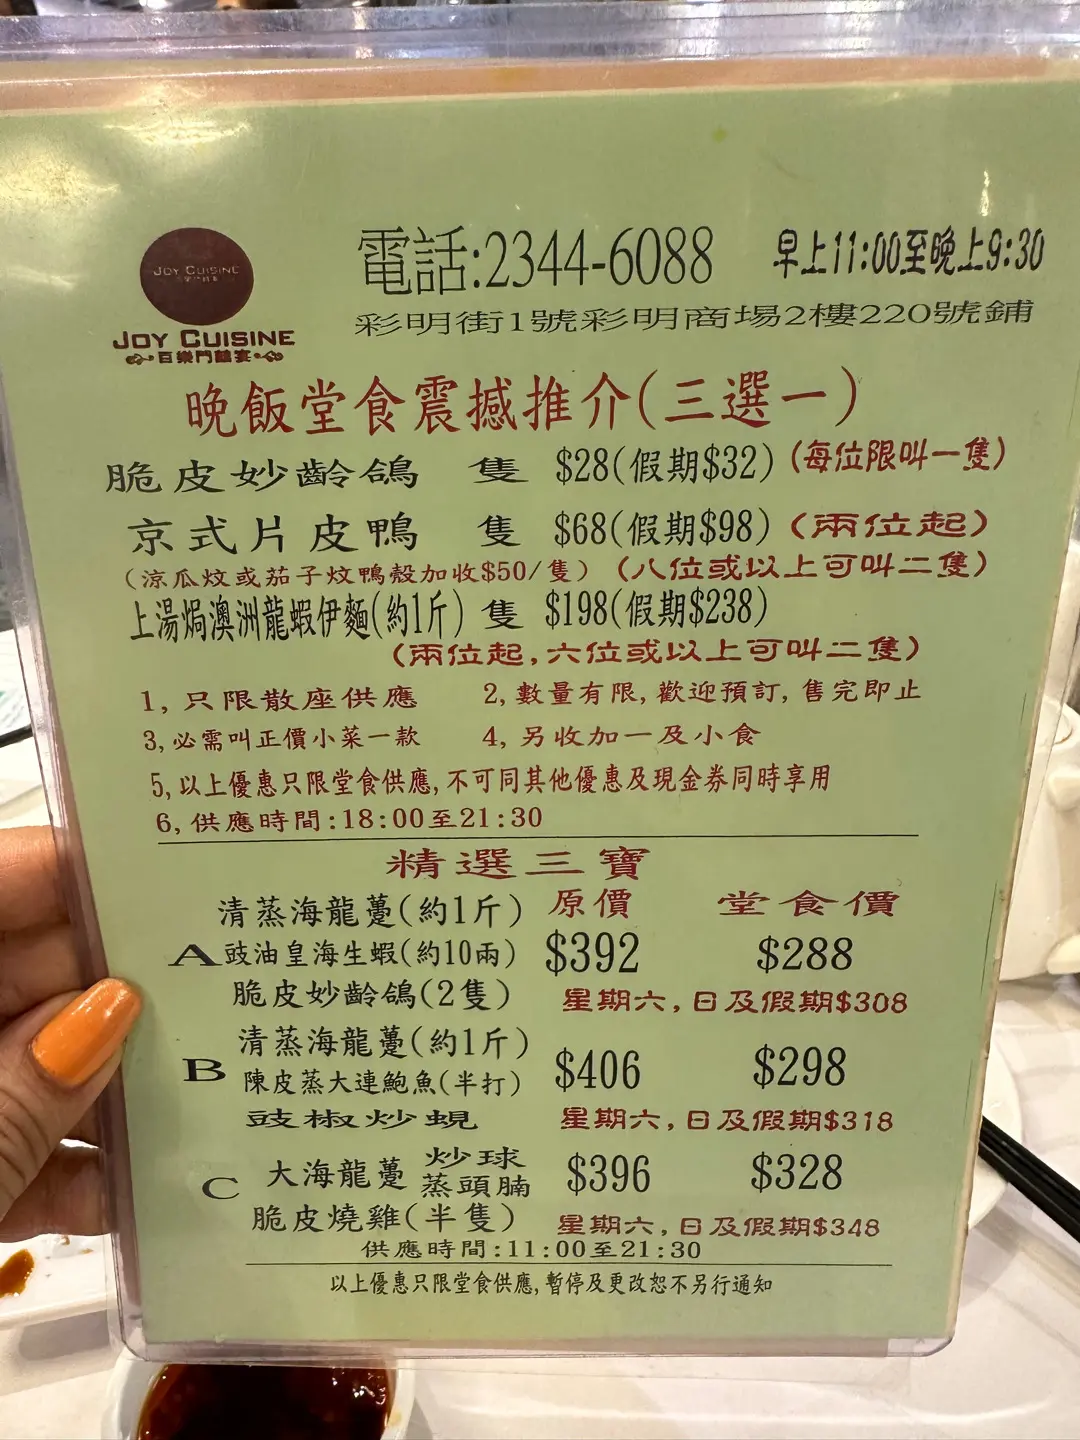 JOY CUISINE
JOY CUISINE
百樂門囍宴
電話:2344-6088
早上11:00至晚上9:30
彩明街1號彩明商場2樓220號鋪
晚飯堂食震撼推介(三選一)
脆皮妙齡鴿 隻 $28(假期$32) (每位限叫一隻)
京式片皮鴨 隻 $68(假期$98) (兩位起)
(涼瓜炆或茄子炆鴨殼加收$50/隻) (八位或以上可叫二隻)
上湯焗澳洲龍蝦伊麵(約1斤) 隻 $198(假期$238)
(兩位起,六位或以上可叫二隻)
1, 只限散座供應 2, 數量有限, 歡迎預訂, 售完即止
3, 必需叫正價小菜一款 4, 另收加一及小食
5, 以上優惠只限堂食供應, 不可同其他優惠及現金券同時享用
6, 供應時間:18:00至21:30
精選三寶
原價 堂食價
清蒸海龍躉(約1斤)
A 豉油皇海生蝦(約10兩) $392 $288
脆皮妙齡鴿(2隻) 星期六,日及假期$308
清蒸海龍躉(約1斤)
B 陳皮蒸大連鮑魚(半打) $406 $298
豉椒炒蜆 星期六,日及假期$318
C 大海龍躉 炒球 蒸頭腩 $396 $328
脆皮燒雞(半隻) 星期六,日及假期$348
供應時間:11:00至21:30
以上優惠只限堂食供應, 暫停及更改恕不另行通知